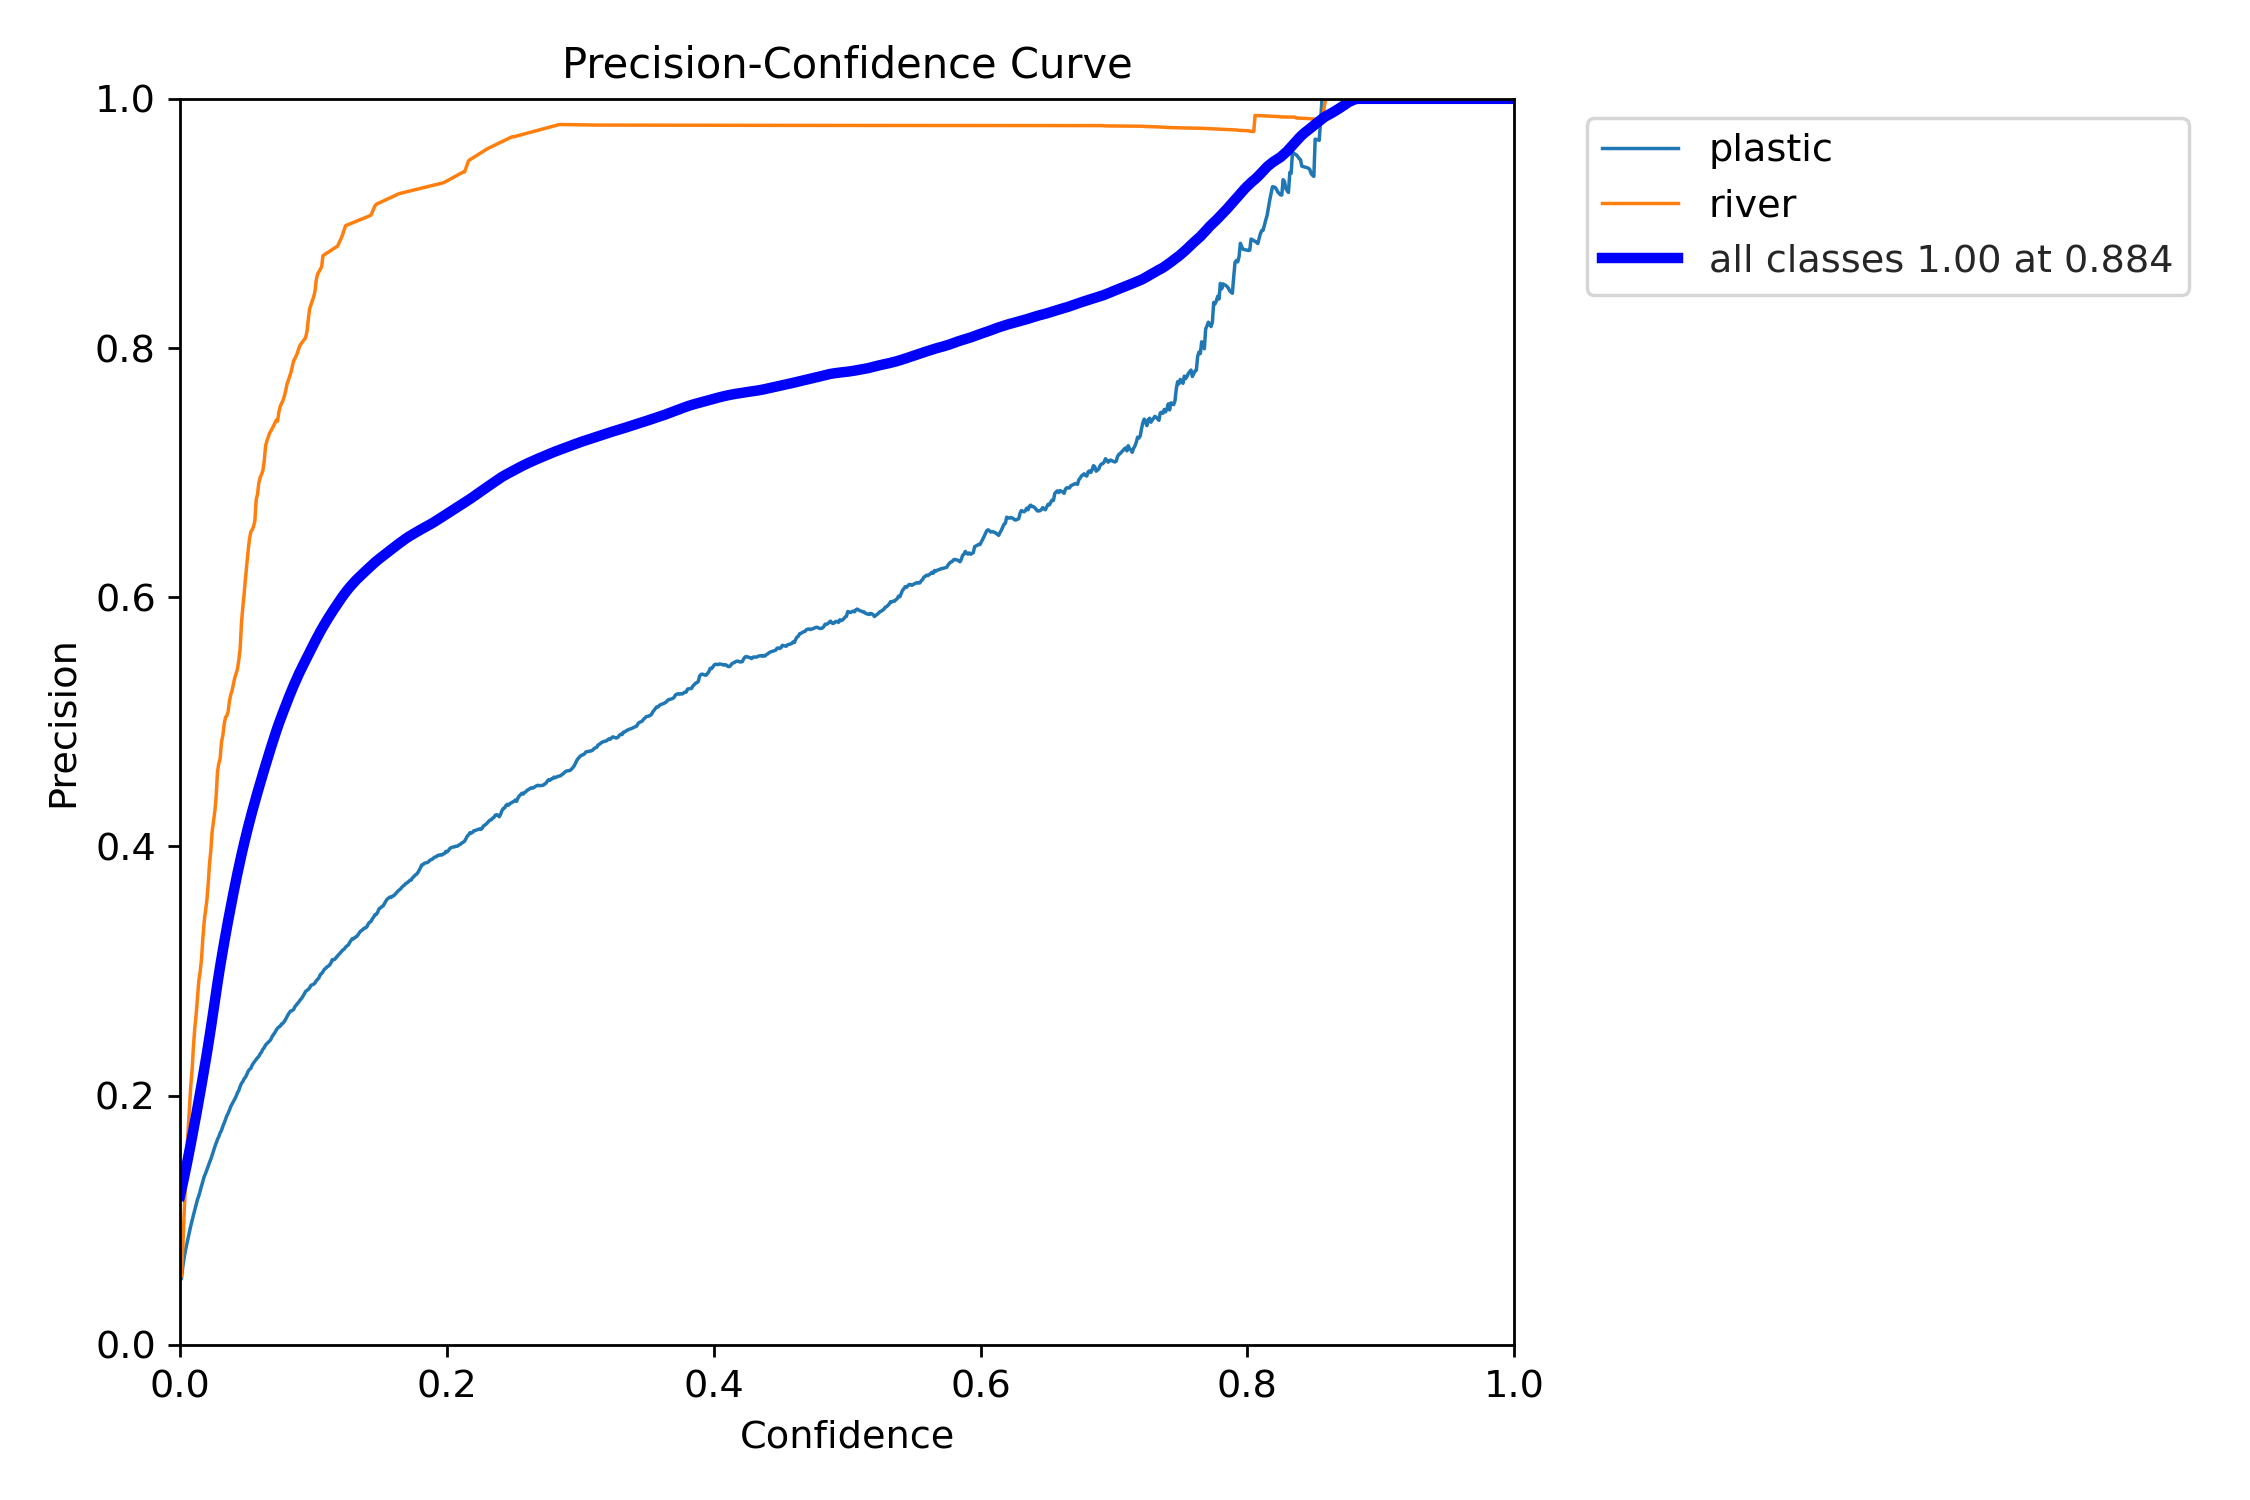 Precision-Confidence Curve
1.0
0.8
0.6
0.4
0.2
0.0
Precision
0.0 0.2 0.4 0.6 0.8 1.0
Confidence
plastic
river
all classes 1.00 at 0.884